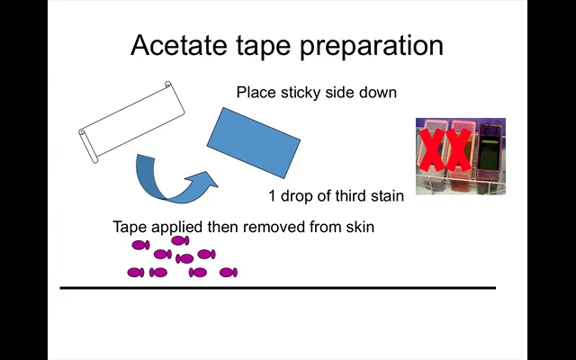 Acetate tape preparation
Place sticky side down
1 drop of third stain
Tape applied then removed from skin